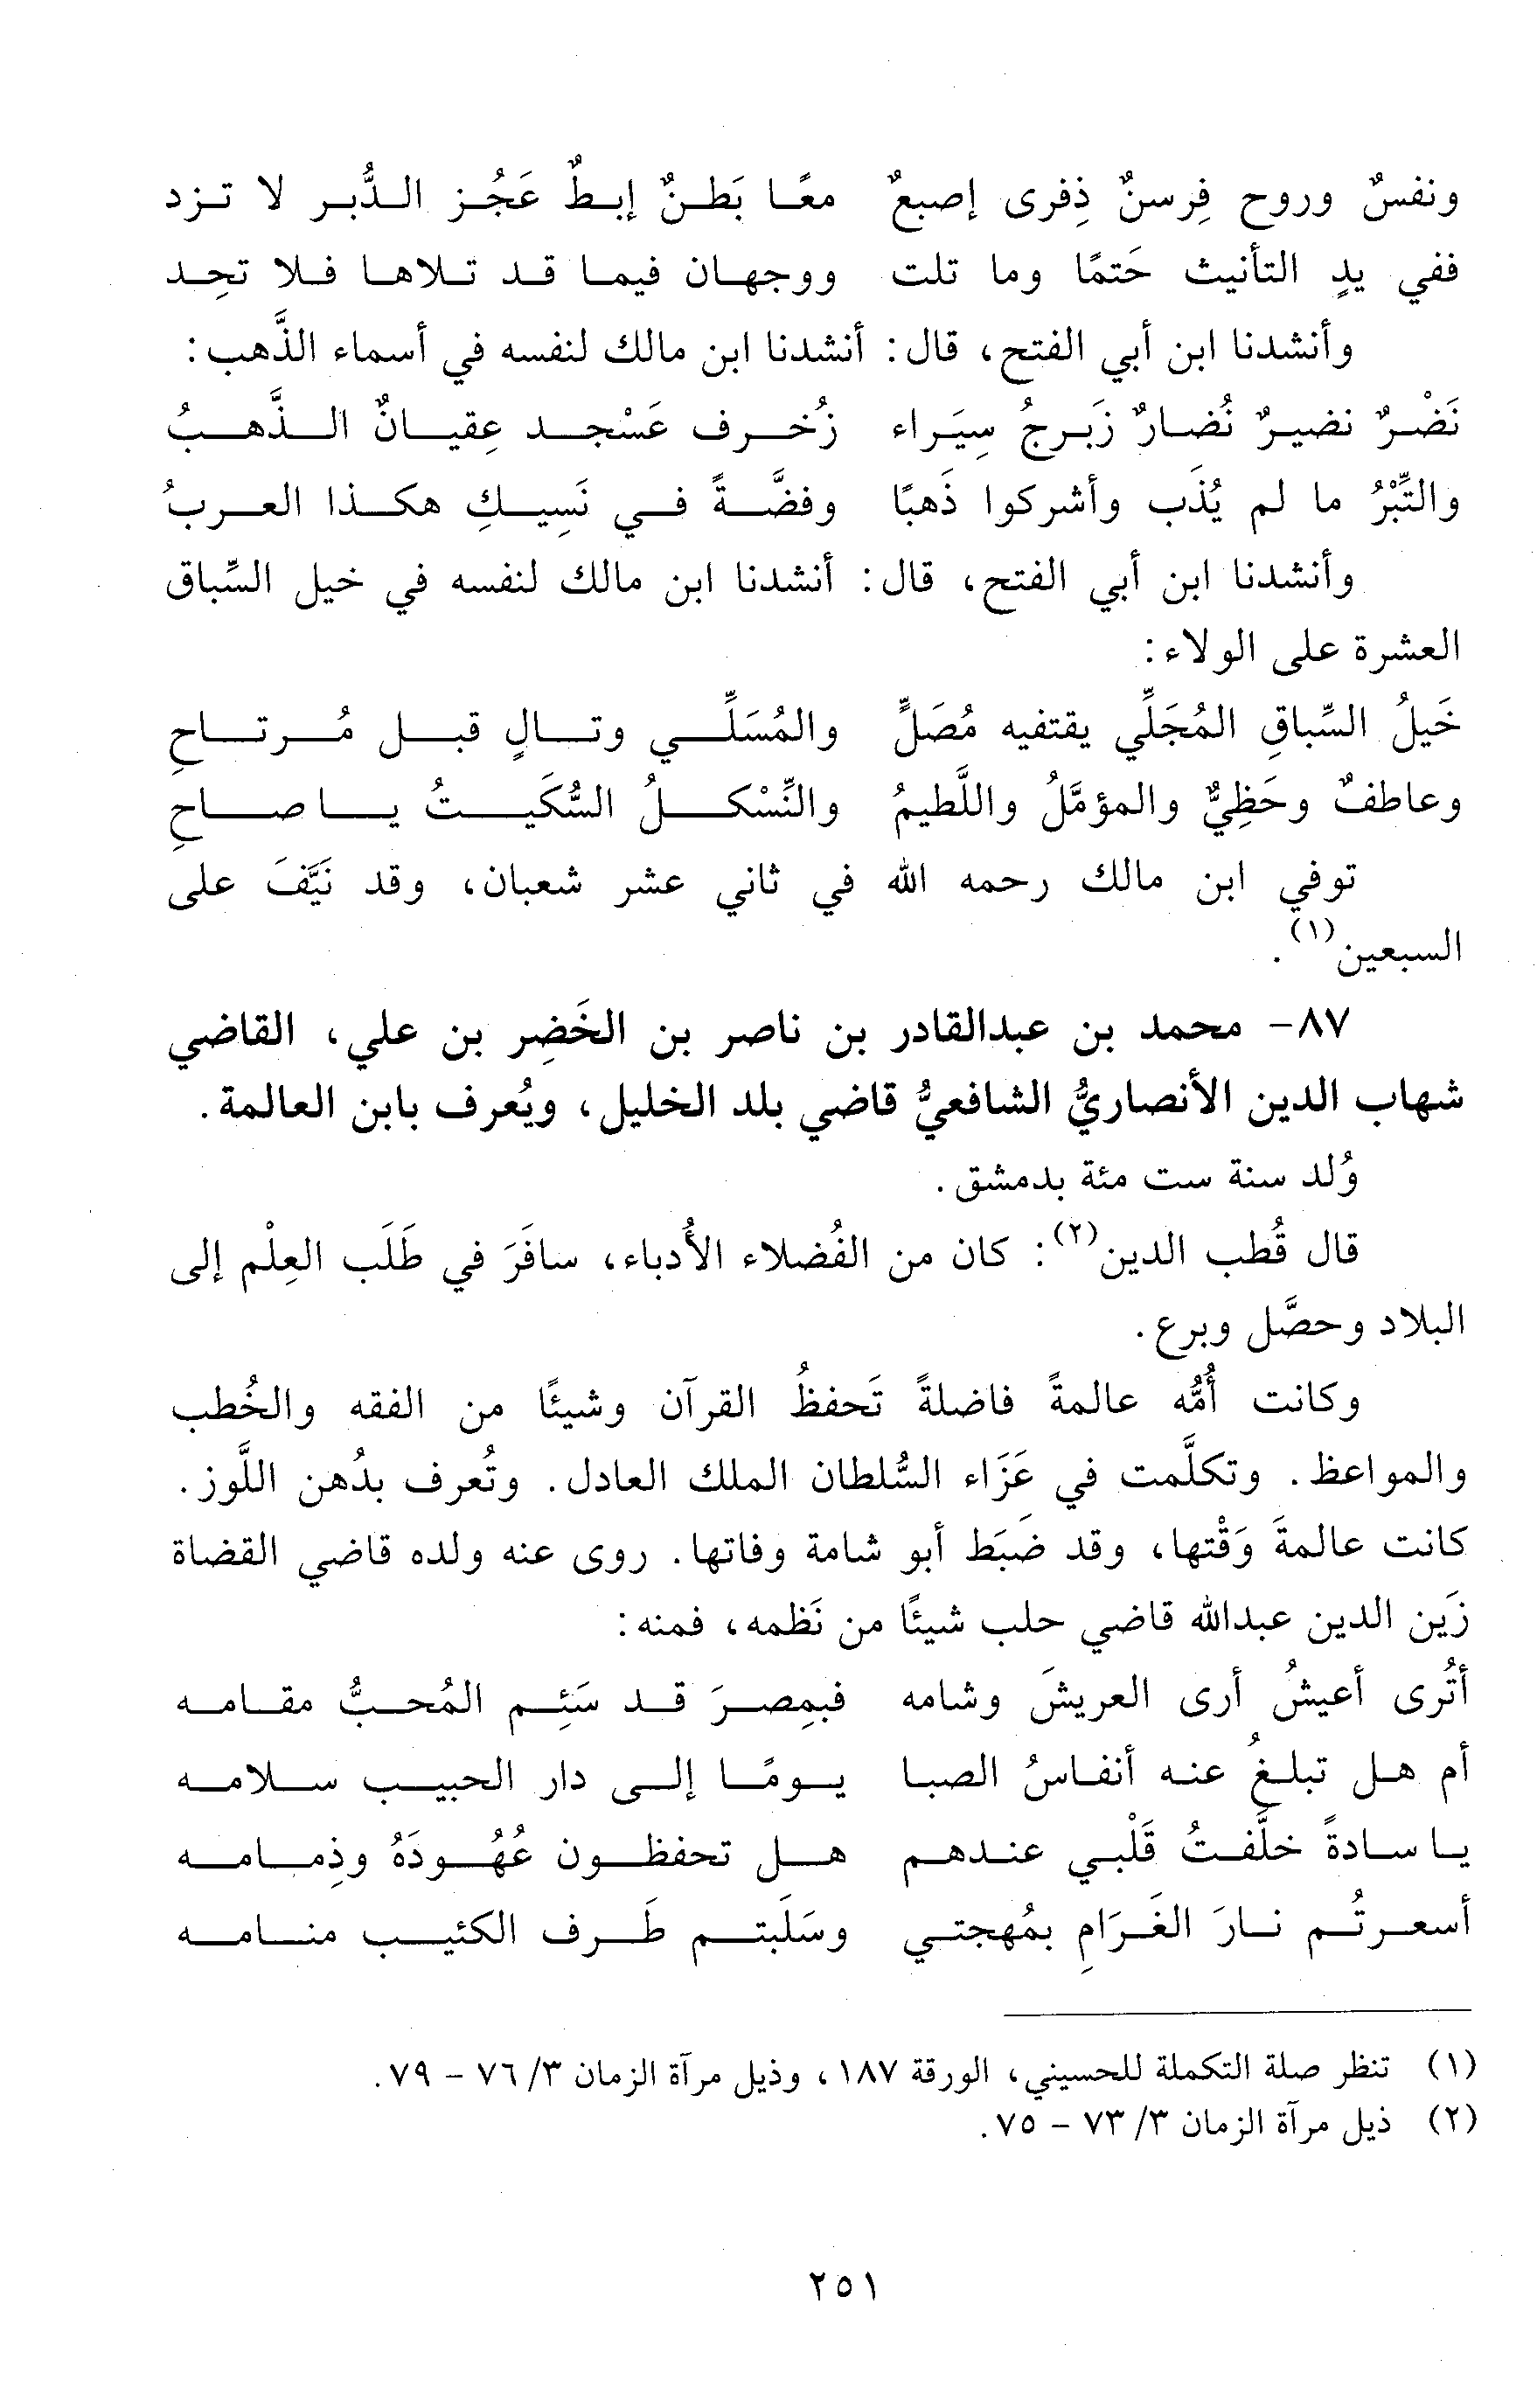 ونفسٌ وروح فِرسنٌ ذِفرى إصبعٌ معًا بَطنٌ إبطٌ عَجُز الدُّبر لا تزد
ففي يدٍ التأنيث حَتمًا وما تلت ووجهان فيما قد تلاها فلا تحِد
وأنشدنا ابن أبي الفتح، قال: أنشدنا ابن مالك لنفسه في أسماء الذَّهب:
نَضْرٌ نضيرٌ نُضارٌ زَبرجُ سِيَراء زُخرف عَسْجد عِقيانٌ الذَّهبُ
والتِّبْرُ ما لم يُذَب وأشركوا ذَهبًا وفضَّةً في نَسِيكِ هكذا العربُ
وأنشدنا ابن أبي الفتح، قال: أنشدنا ابن مالك لنفسه في خيل السِّباق
العشرة على الولاء:
خَيلُ السِّباقِ المُجَلِّي يقتفيه مُصَلٍّ والمُسَلِّي وتالٍ قبل مُرتاحِ
وعاطفٌ وحَظِيٌّ والمؤمَّلُ واللَّطيمُ والنِّسْكلُ السُّكَيتُ يا صاحِ
توفي ابن مالك رحمه الله في ثاني عشر شعبان، وقد نَيَّفَ على
السبعين(١).
٨٧- محمد بن عبدالقادر بن ناصر بن الخَضِر بن علي، القاضي
شهاب الدين الأنصاريُّ الشافعيُّ قاضي بلد الخليل، ويُعرف بابن العالمة.
وُلد سنة ست مئة بدمشق.
قال قُطب الدين(٢): كان من الفُضلاء الأُدباء، سافَرَ في طَلَب العِلْم إلى
البلاد وحصَّل وبرع.
وكانت أُمُّه عالمةً فاضلةً تَحفظُ القرآن وشيئًا من الفقه والخُطب
والمواعظ. وتكلَّمت في عَزَاء السُّلطان الملك العادل. وتُعرف بدُهن اللَّوز.
كانت عالمةَ وَقْتها، وقد ضَبَط أبو شامة وفاتها. روى عنه ولده قاضي القضاة
زَين الدين عبدالله قاضي حلب شيئًا من نَظمه، فمنه:
أتُرى أعيشُ أرى العريشَ وشامه فبمِصرَ قد سَئِم المُحبُّ مقامه
أم هل تبلغُ عنه أنفاسُ الصبا يومًا إلى دار الحبيب سلامه
يا سادةً خلَّفتُ قَلْبي عندهم هل تحفظون عُهُودَهُ وذِمامه
أسعرتُم نارَ الغَرَامِ بمُهجتي وسَلَبتم طَرف الكئيب منامه
(١) تنظر صلة التكملة للحسيني، الورقة ١٨٧، وذيل مرآة الزمان ٣/ ٧٦ - ٧٩.
(٢) ذيل مرآة الزمان ٣/ ٧٣ - ٧٥.
٢٥١